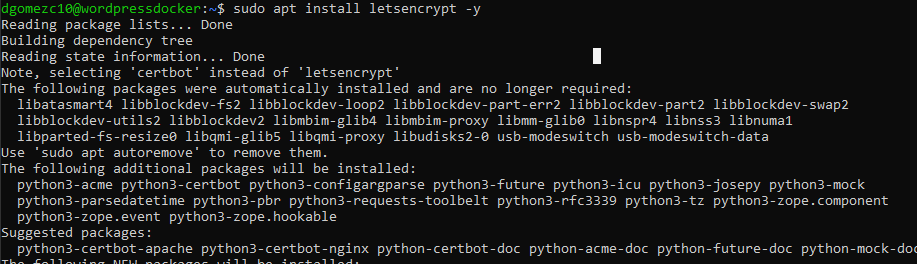 dgomezc10@wordpressdocker:~$ sudo apt install letsencrypt -y
Reading package lists... Done
Building dependency tree
Reading state information... Done
Note, selecting 'certbot' instead of 'letsencrypt'
The following packages were automatically installed and are no longer required:
  libatasmart4 libblockdev-fs2 libblockdev-loop2 libblockdev-part-err2 libblockdev-part2 libblockdev-swap2
  libblockdev-utils2 libblockdev2 libmbim-glib4 libmbim-proxy libmm-glib0 libnspr4 libnss3 libnuma1
  libparted-fs-resize0 libqmi-glib5 libqmi-proxy libudisks2-0 usb-modeswitch usb-modeswitch-data
Use 'sudo apt autoremove' to remove them.
The following additional packages will be installed:
  python3-acme python3-certbot python3-configargparse python3-future python3-icu python3-josepy python3-mock
  python3-parsedatetime python3-pbr python3-requests-toolbelt python3-rfc3339 python3-tz python3-zope.component
  python3-zope.event python3-zope.hookable
Suggested packages:
  python3-certbot-apache python3-certbot-nginx python-certbot-doc python-acme-doc python-future-doc python-mock-doc
The following NEW packages will be installed: